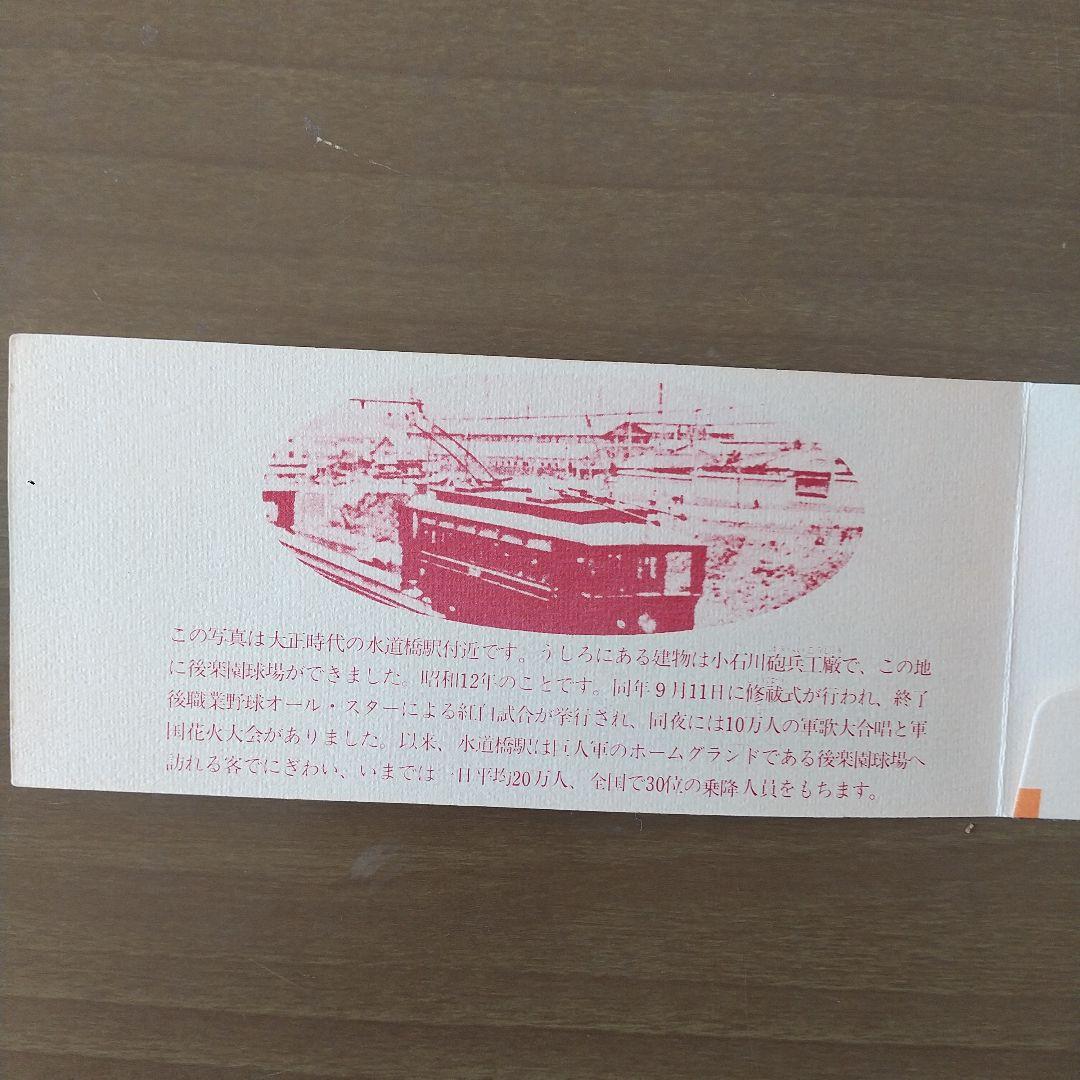 この写真は大正時代の水道橋駅付近です。うしろにある建物は小石川砲兵工廠で、この地
に後楽園球場ができました。昭和12年のことです。同年9月11日に修祓式が行われ、終了
後職業野球オール・スターによる紅白試合が挙行され、同夜には10万人の軍歌大合唱と軍
国花火大会がありました。以来、水道橋駅は巨人軍のホームグランドである後楽園球場へ
訪れる客でにぎわい、いまでは一日平均20万人、全国で30位の乗降人員をもちます。